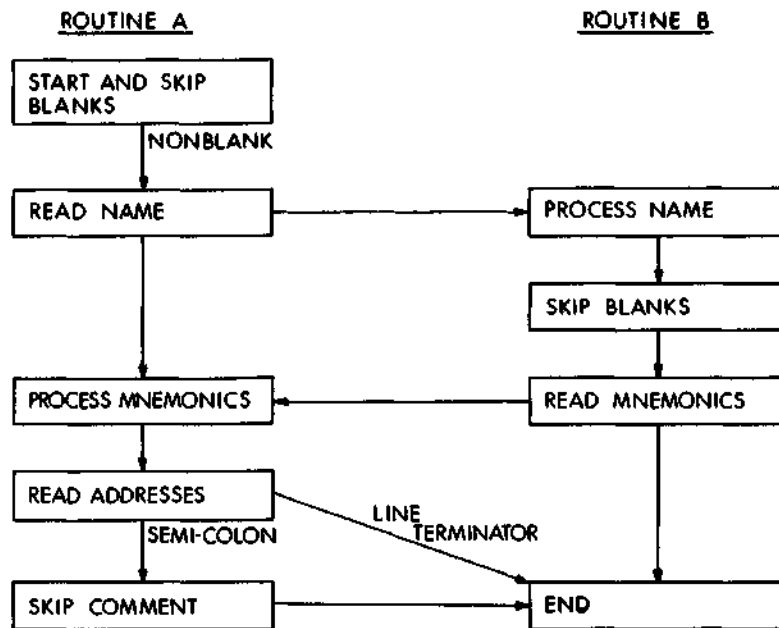 ROUTINE A
ROUTINE B
START AND SKIP
BLANKS
NONBLANK
READ NAME
PROCESS NAME
SKIP BLANKS
PROCESS MNEMONICS
READ MNEMONICS
READ ADDRESSES
LINE
TERMINATOR
SEMI-COLON
SKIP COMMENT
END